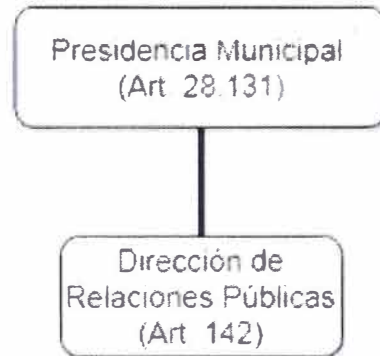 Presidencia Municipal
(Art. 28.131)
Dirección de
Relaciones Públicas
(Art. 142)